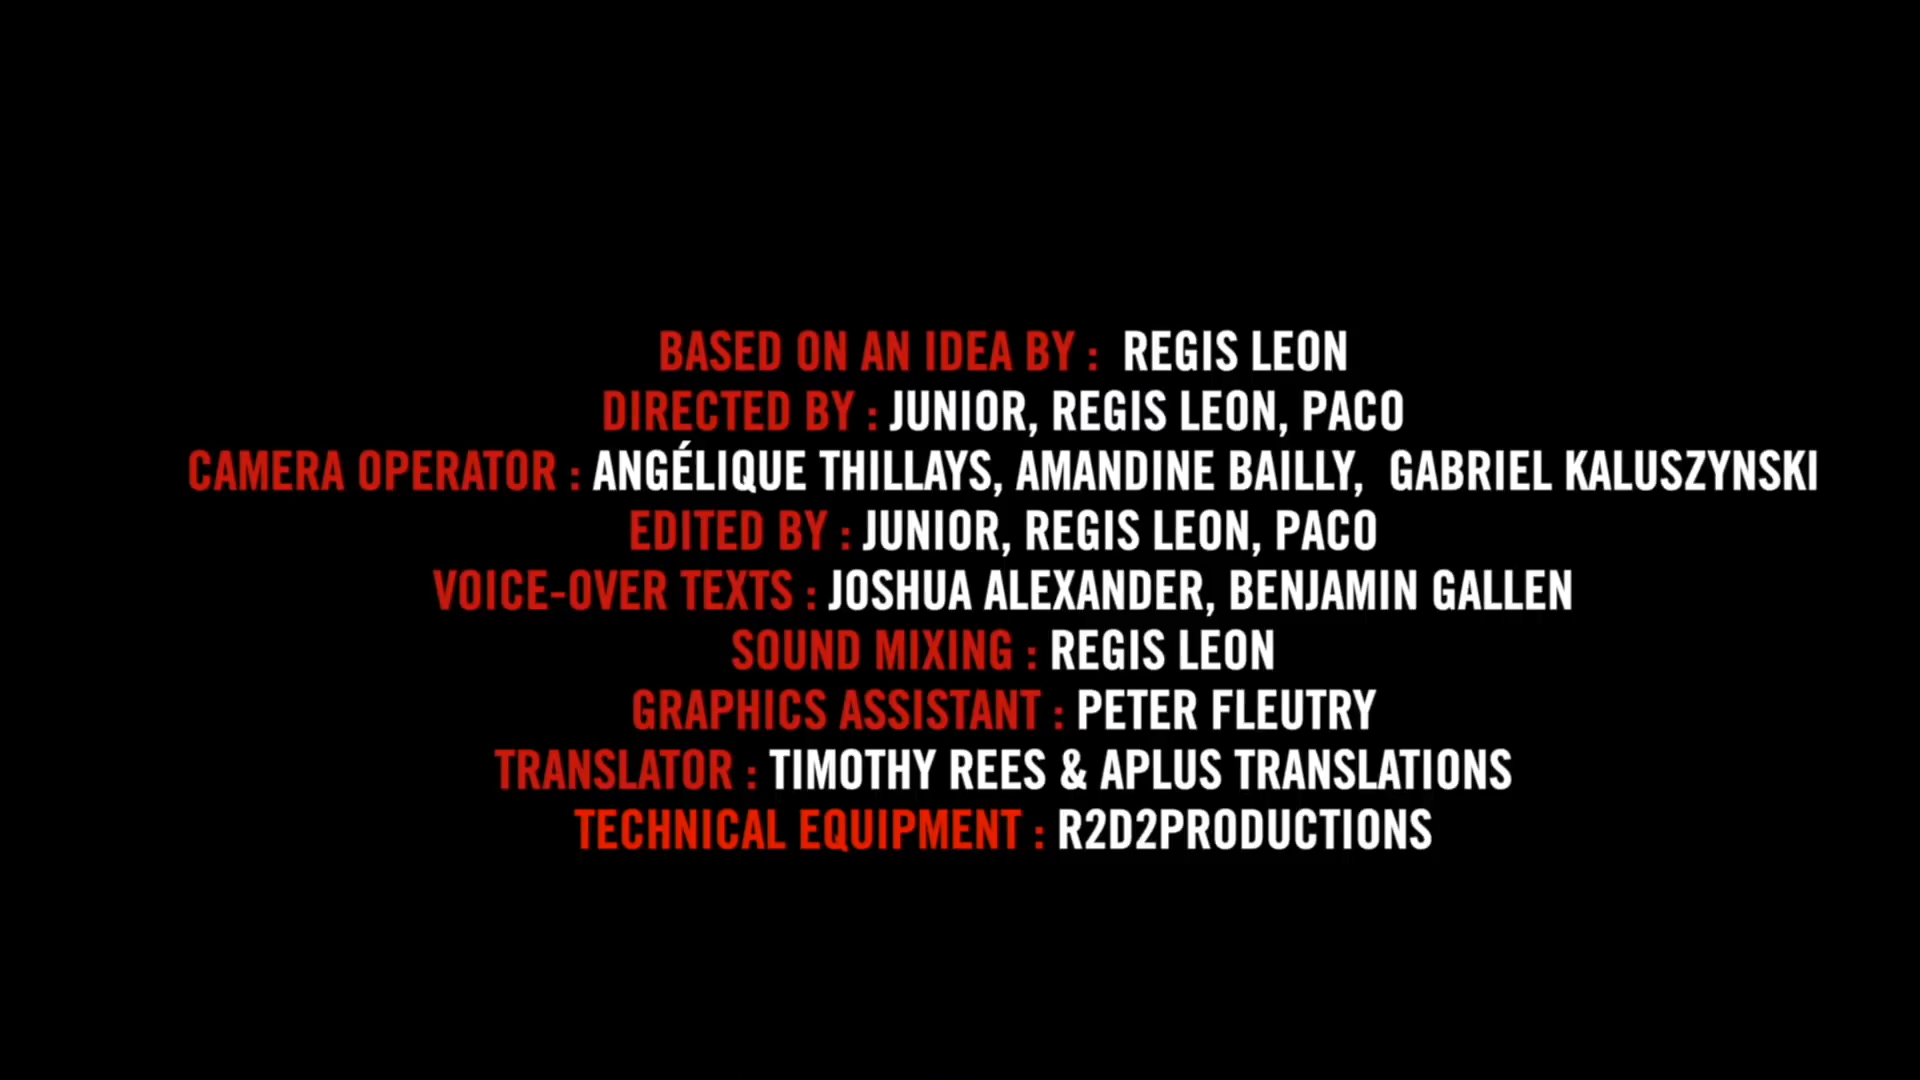 BASED ON AN IDEA BY : REGIS LEON
DIRECTED BY : JUNIOR, REGIS LEON, PACO
CAMERA OPERATOR : ANGÉLIQUE THILLAYS, AMANDINE BAILLY, GABRIEL KALUSZYNSKI
EDITED BY : JUNIOR, REGIS LEON, PACO
VOICE-OVER TEXTS : JOSHUA ALEXANDER, BENJAMIN GALLEN
SOUND MIXING : REGIS LEON
GRAPHICS ASSISTANT : PETER FLEUTRY
TRANSLATOR : TIMOTHY REES & APLUS TRANSLATIONS
TECHNICAL EQUIPMENT : R2D2PRODUCTIONS